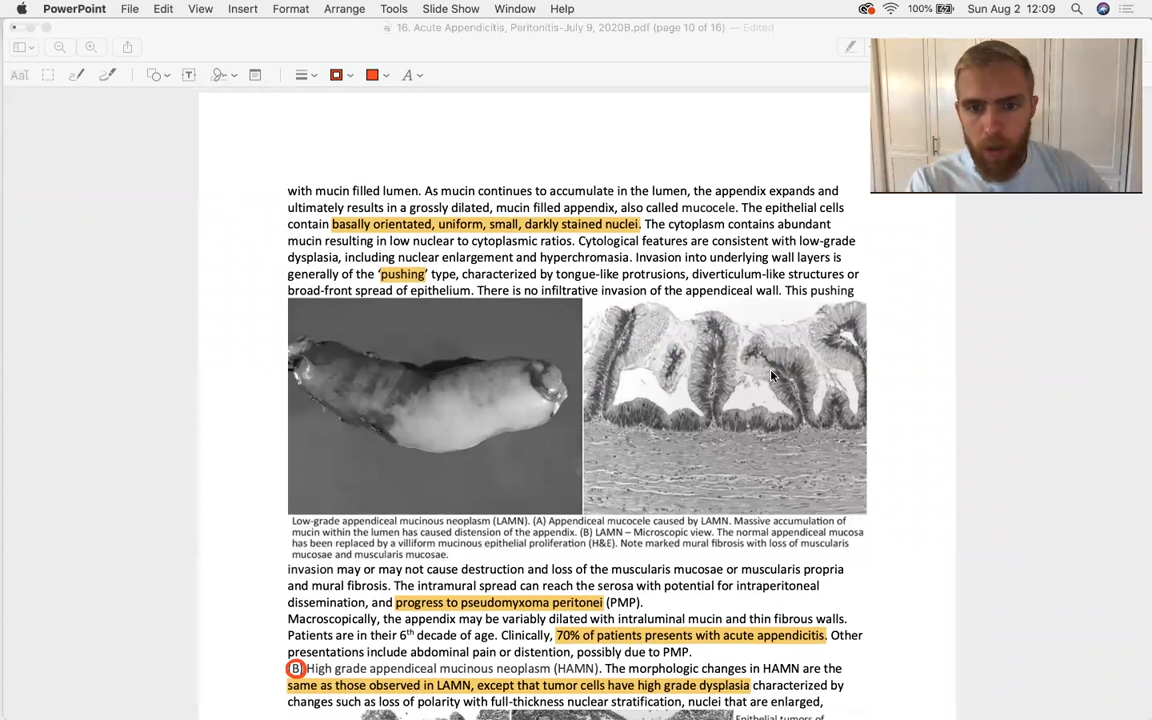 PowerPoint File Edit View Insert Format Arrange Tools Slide Show Window Help 100% Sun Aug 2 12:09
16. Acute Appendicitis, Peritonitis-July 9, 2020B.pdf (page 10 of 16) — Edited
with mucin filled lumen. As mucin continues to accumulate in the lumen, the appendix expands and
ultimately results in a grossly dilated, mucin filled appendix, also called mucocele. The epithelial cells
contain basally orientated, uniform, small, darkly stained nuclei. The cytoplasm contains abundant
mucin resulting in low nuclear to cytoplasmic ratios. Cytological features are consistent with low-grade
dysplasia, including nuclear enlargement and hyperchromasia. Invasion into underlying wall layers is
generally of the ‘pushing’ type, characterized by tongue-like protrusions, diverticulum-like structures or
broad-front spread of epithelium. There is no infiltrative invasion of the appendiceal wall. This pushing
Low-grade appendiceal mucinous neoplasm (LAMN). (A) Appendiceal mucocele caused by LAMN. Massive accumulation of
mucin within the lumen has caused distension of the appendix. (B) LAMN – Microscopic view. The normal appendiceal mucosa
has been replaced by a villiform mucinous epithelial proliferation (H&E). Note marked mural fibrosis with loss of muscularis
mucosae and muscularis mucosae.
invasion may or may not cause destruction and loss of the muscularis mucosae or muscularis propria
and mural fibrosis. The intramural spread can reach the serosa with potential for intraperitoneal
dissemination, and progress to pseudomyxoma peritonei (PMP).
Macroscopically, the appendix may be variably dilated with intraluminal mucin and thin fibrous walls.
Patients are in their 6th decade of age. Clinically, 70% of patients presents with acute appendicitis. Other
presentations include abdominal pain or distention, possibly due to PMP.
B High grade appendiceal mucinous neoplasm (HAMN). The morphologic changes in HAMN are the
same as those observed in LAMN, except that tumor cells have high grade dysplasia characterized by
changes such as loss of polarity with full-thickness nuclear stratification, nuclei that are enlarged,
Epithelial tumors of